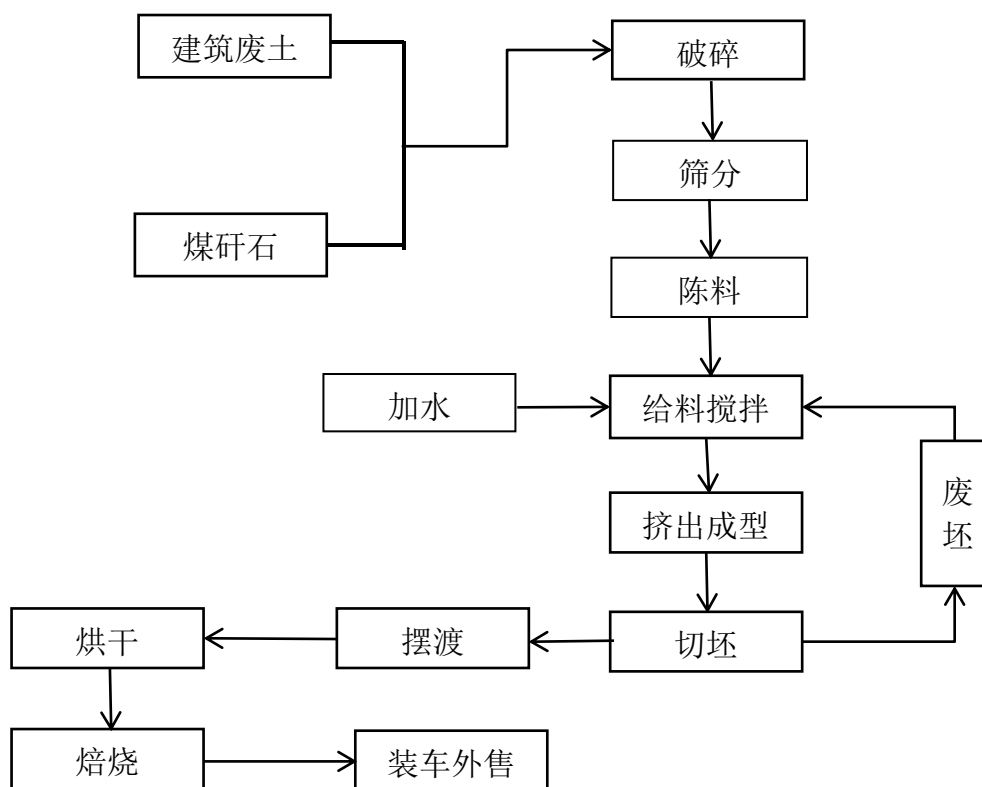 建筑废土
破碎
筛分
煤矸石
陈料
加水
给料搅拌
废
坯
挤出成型
切坯
摆渡
烘干
焙烧
装车外售